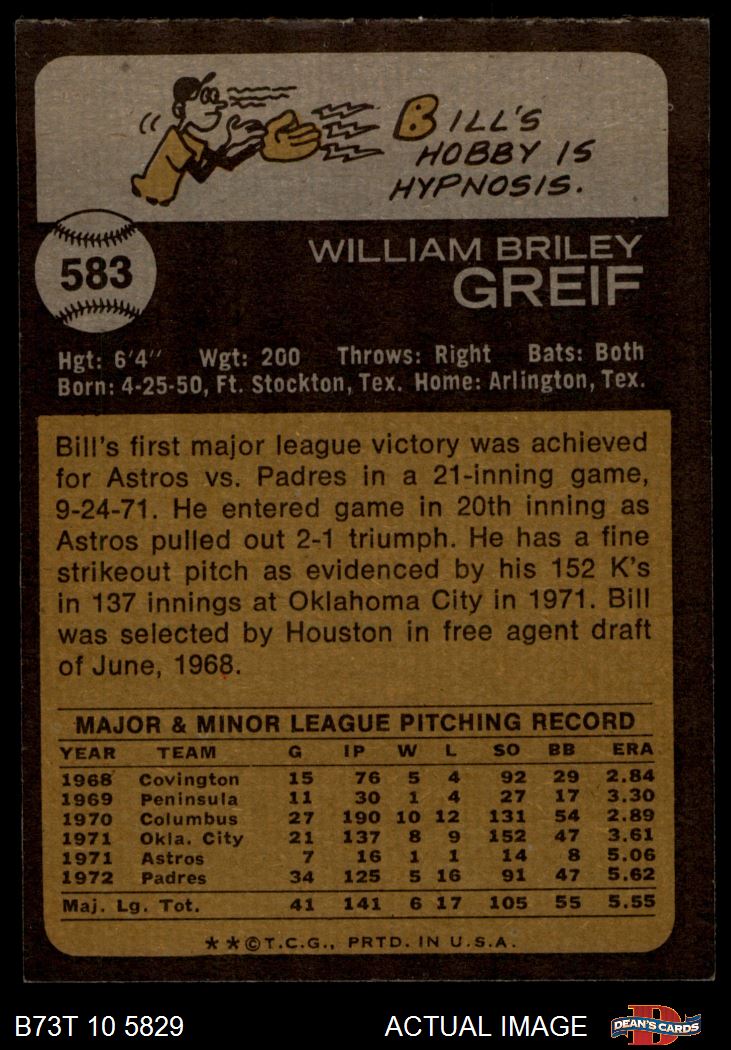 BILL'S
HOBBY IS
HYPNOSIS.
583
WILLIAM BRILEY
GREIF
Hgt: 6'4" Wgt: 200 Throws: Right Bats: Both
Born: 4-25-50, Ft. Stockton, Tex. Home: Arlington, Tex.
Bill's first major league victory was achieved
for Astros vs. Padres in a 21-inning game,
9-24-71. He entered game in 20th inning as
Astros pulled out 2-1 triumph. He has a fine
strikeout pitch as evidenced by his 152 K's
in 137 innings at Oklahoma City in 1971. Bill
was selected by Houston in free agent draft
of June, 1968.
MAJOR & MINOR LEAGUE PITCHING RECORD
YEAR TEAM G IP W L SO BB ERA
1968 Covington 15 76 5 4 92 29 2.84
1969 Peninsula 11 30 1 4 27 17 3.30
1970 Columbus 27 190 10 12 131 54 2.89
1971 Okla. City 21 137 8 9 152 47 3.61
1971 Astros 7 16 1 1 14 8 5.06
1972 Padres 34 125 5 16 91 47 5.62
Maj. Lg. Tot. 41 141 6 17 105 55 5.55
**©T.C.G., PRTD. IN U.S.A.
B73T 10 5829 ACTUAL IMAGE D DEAN'S CARDS